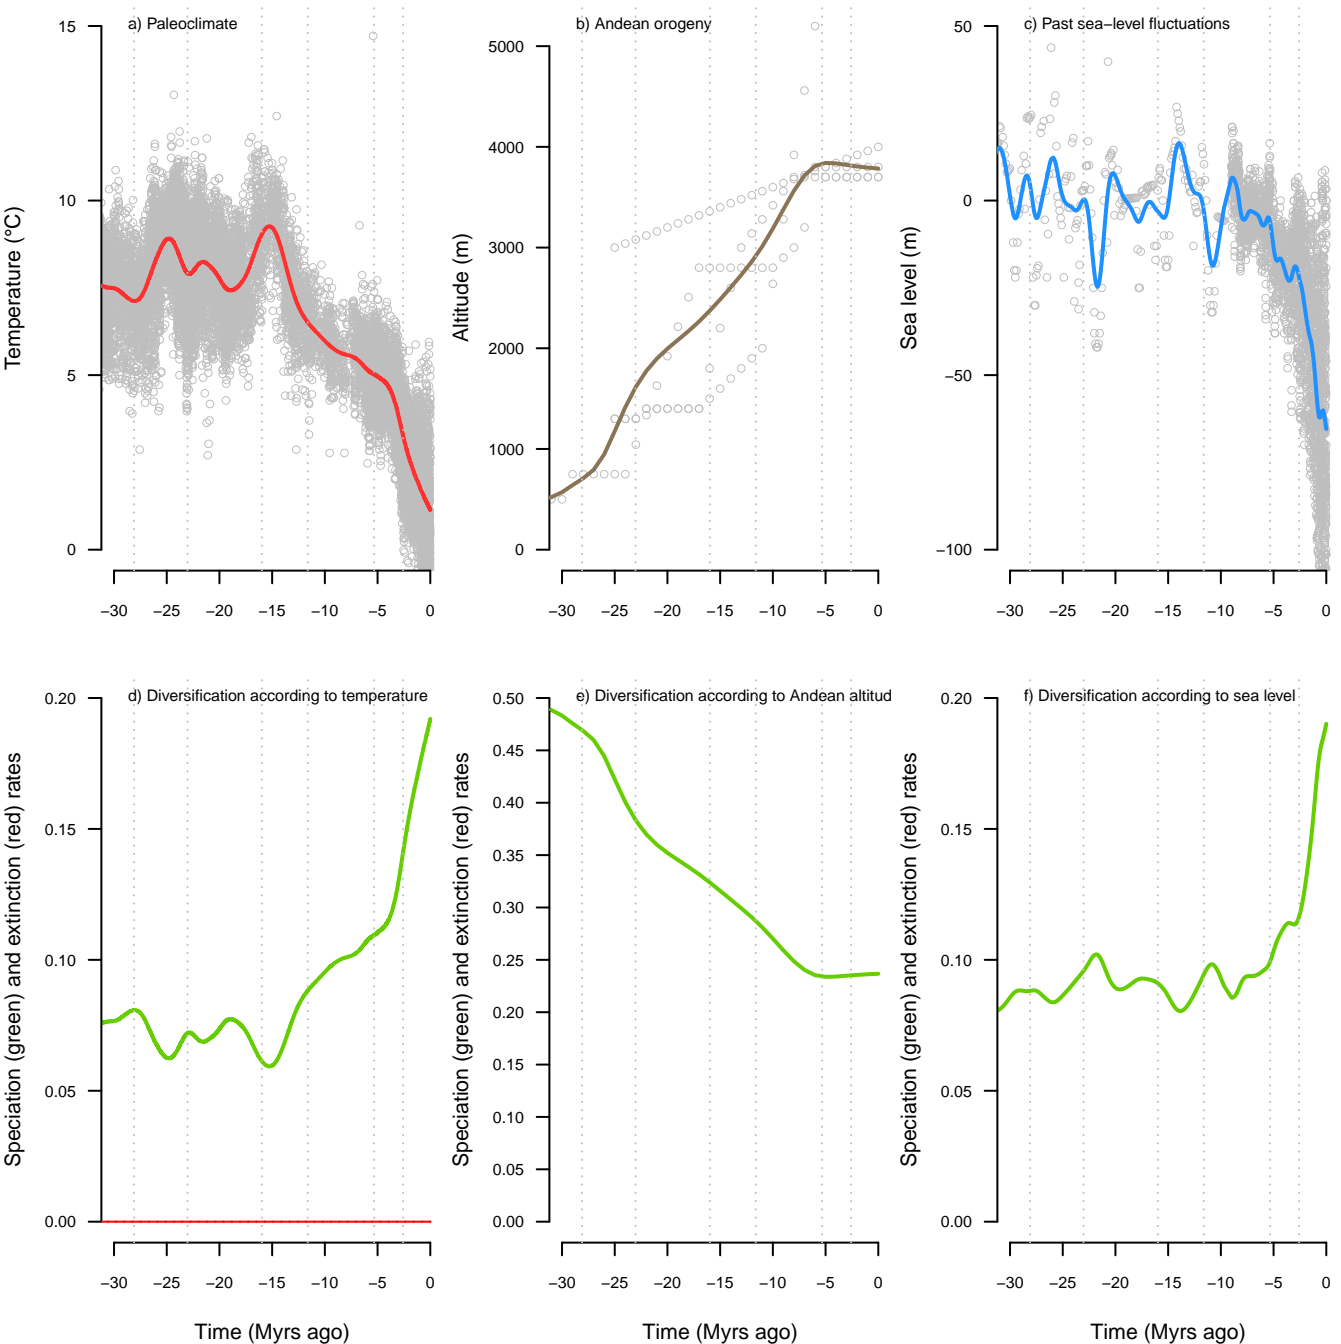 a) Paleoclimate
Temperature (°C)
15
10
5
0
−30 −25 −20 −15 −10 −5 0
b) Andean orogeny
Altitude (m)
5000
4000
3000
2000
1000
0
−30 −25 −20 −15 −10 −5 0
c) Past sea−level fluctuations
Sea level (m)
50
0
−50
−100
−30 −25 −20 −15 −10 −5 0
d) Diversification according to temperature
Speciation (green) and extinction (red) rates
0.20
0.15
0.10
0.05
0.00
−30 −25 −20 −15 −10 −5 0
Time (Myrs ago)
e) Diversification according to Andean altitud
Speciation (green) and extinction (red) rates
0.50
0.45
0.40
0.35
0.30
0.25
0.20
0.15
0.10
0.05
0.00
−30 −25 −20 −15 −10 −5 0
Time (Myrs ago)
f) Diversification according to sea level
Speciation (green) and extinction (red) rates
0.20
0.15
0.10
0.05
0.00
−30 −25 −20 −15 −10 −5 0
Time (Myrs ago)